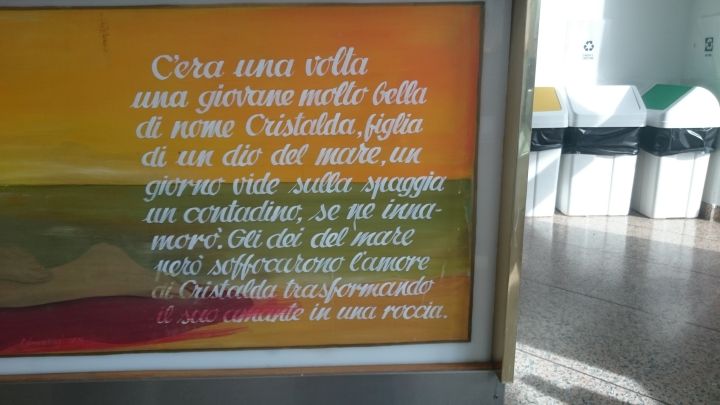 C'era una volta
una giovane molto bella
di nome Cristalda, figlia
di un dio del mare, un
giorno vide sulla spaggia
un contadino, se ne inna-
morò. Gli dei del mare
però soffocarono l'amore
di Cristalda trasformando
il suo amante in una roccia.